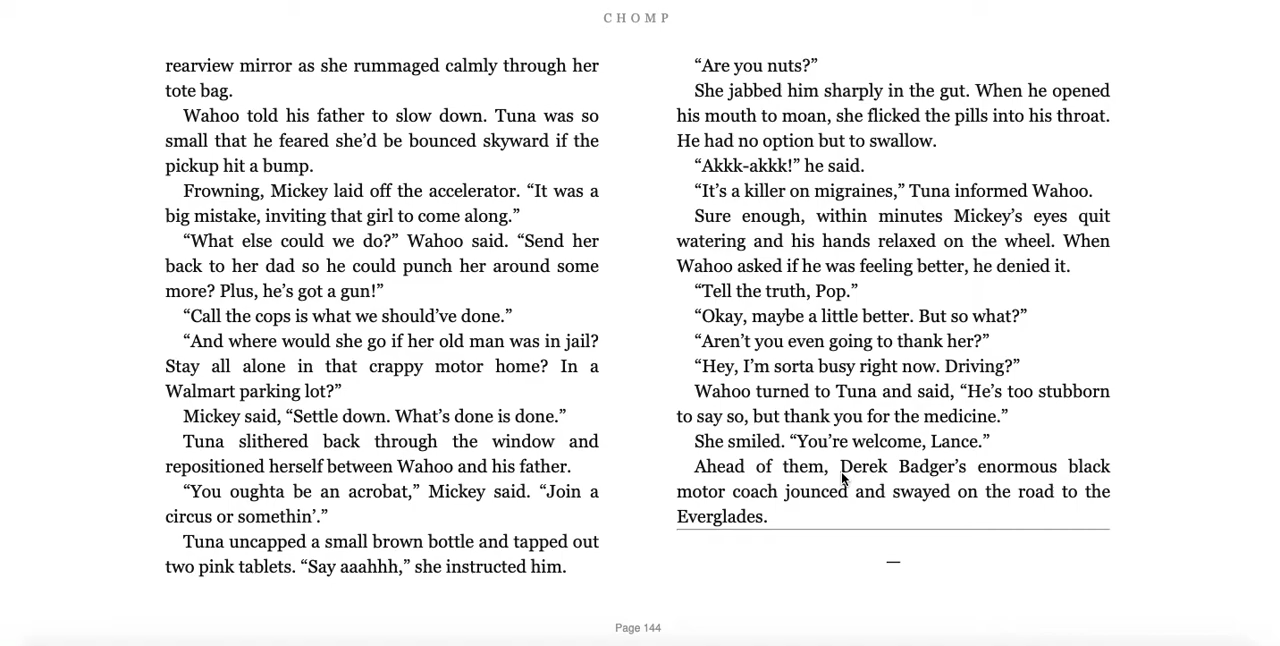 CHOMP
rearview mirror as she rummaged calmly through her
tote bag.
Wahoo told his father to slow down. Tuna was so
small that he feared she’d be bounced skyward if the
pickup hit a bump.
Frowning, Mickey laid off the accelerator. “It was a
big mistake, inviting that girl to come along.”
“What else could we do?” Wahoo said. “Send her
back to her dad so he could punch her around some
more? Plus, he’s got a gun!”
“Call the cops is what we should’ve done.”
“And where would she go if her old man was in jail?
Stay all alone in that crappy motor home? In a
Walmart parking lot?”
Mickey said, “Settle down. What’s done is done.”
Tuna slithered back through the window and
repositioned herself between Wahoo and his father.
“You oughta be an acrobat,” Mickey said. “Join a
circus or somethin’.”
Tuna uncapped a small brown bottle and tapped out
two pink tablets. “Say aaahhh,” she instructed him.
“Are you nuts?”
She jabbed him sharply in the gut. When he opened
his mouth to moan, she flicked the pills into his throat.
He had no option but to swallow.
“Akkk-akkk!” he said.
“It’s a killer on migraines,” Tuna informed Wahoo.
Sure enough, within minutes Mickey’s eyes quit
watering and his hands relaxed on the wheel. When
Wahoo asked if he was feeling better, he denied it.
“Tell the truth, Pop.”
“Okay, maybe a little better. But so what?”
“Aren’t you even going to thank her?”
“Hey, I’m sorta busy right now. Driving?”
Wahoo turned to Tuna and said, “He’s too stubborn
to say so, but thank you for the medicine.”
She smiled. “You’re welcome, Lance.”
Ahead of them, Derek Badger’s enormous black
motor coach jounced and swayed on the road to the
Everglades.
—
Page 144